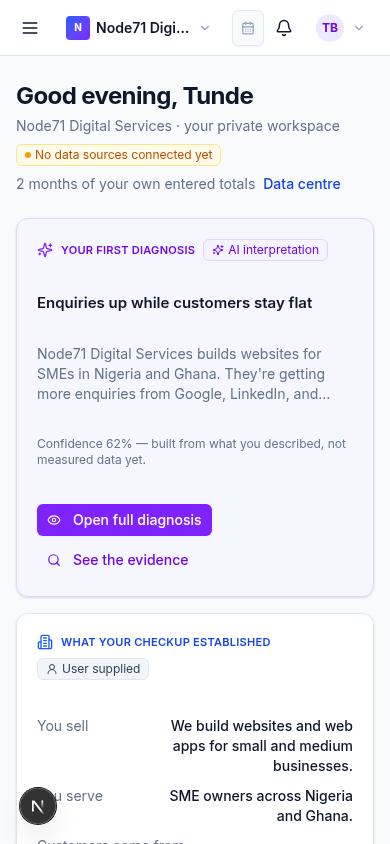 N Node71 Digi... TB
Good evening, Tunde
Node71 Digital Services · your private workspace
No data sources connected yet
2 months of your own entered totals Data centre
YOUR FIRST DIAGNOSIS AI interpretation
Enquiries up while customers stay flat
Node71 Digital Services builds websites for
SMEs in Nigeria and Ghana. They're getting
more enquiries from Google, LinkedIn, and...
Confidence 62% — built from what you described, not
measured data yet.
Open full diagnosis
See the evidence
WHAT YOUR CHECKUP ESTABLISHED
User supplied
You sell We build websites and web
apps for small and medium
businesses.
serve SME owners across Nigeria
and Ghana.
N
Customers come from